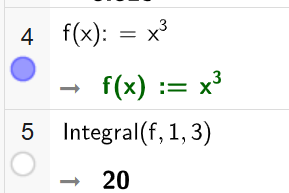 4 f(x): = x³
→ f(x) := x³
5 Integral(f, 1, 3)
→ 20